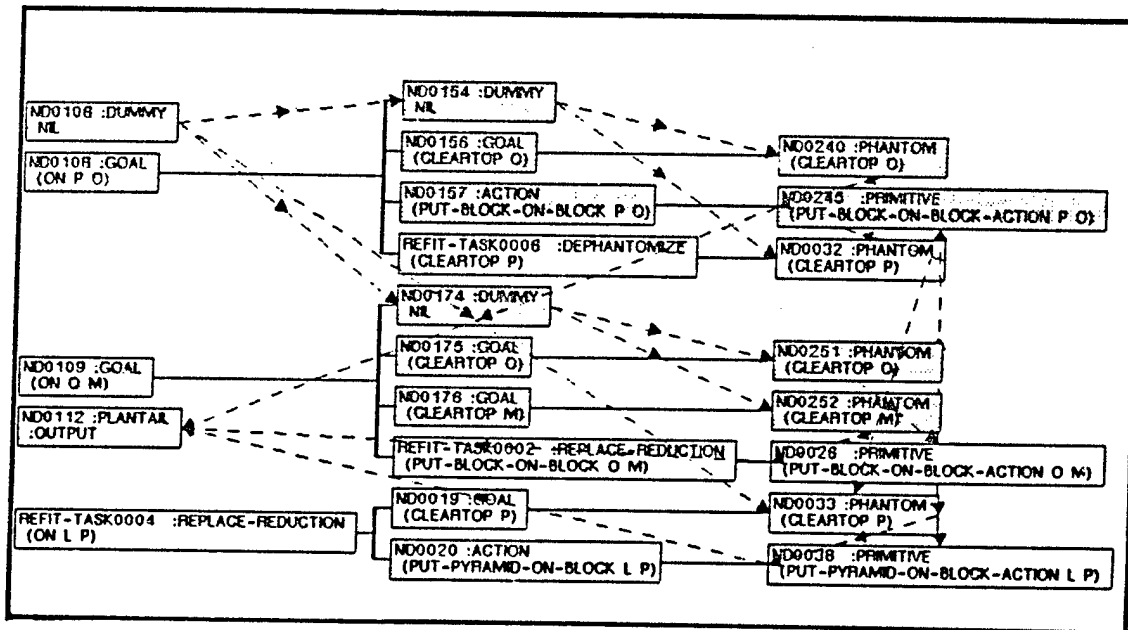 ND0106 :DUMMY
NIL
ND0108 :GOAL
(ON P O)
ND0109 :GOAL
(ON O M)
ND0112 :PLANTAIL
:OUTPUT
REFIT-TASK0004 :REPLACE-REDUCTION
(ON L P)
ND0154 :DUMMY
NIL
ND0156 :GOAL
(CLEARTOP O)
ND0157 :ACTION
(PUT-BLOCK-ON-BLOCK P O)
REFIT-TASK0006 :DEPHANTOMIZE
(CLEARTOP P)
ND0174 :DUMMY
NIL
ND0175 :GOAL
(CLEARTOP O)
ND0176 :GOAL
(CLEARTOP M)
REFIT-TASK0002 :REPLACE-REDUCTION
(PUT-BLOCK-ON-BLOCK O M)
ND0019 :GOAL
(CLEARTOP P)
ND0020 :ACTION
(PUT-PYRAMID-ON-BLOCK L P)
ND0240 :PHANTOM
(CLEARTOP O)
ND0245 :PRIMITIVE
(PUT-BLOCK-ON-BLOCK-ACTION P O)
ND0032 :PHANTOM
(CLEARTOP P)
ND0251 :PHANTOM
(CLEARTOP O)
ND0252 :PHANTOM
(CLEARTOP M)
ND0026 :PRIMITIVE
(PUT-BLOCK-ON-BLOCK-ACTION O M)
ND0033 :PHANTOM
(CLEARTOP P)
ND0038 :PRIMITIVE
(PUT-PYRAMID-ON-BLOCK-ACTION L P)